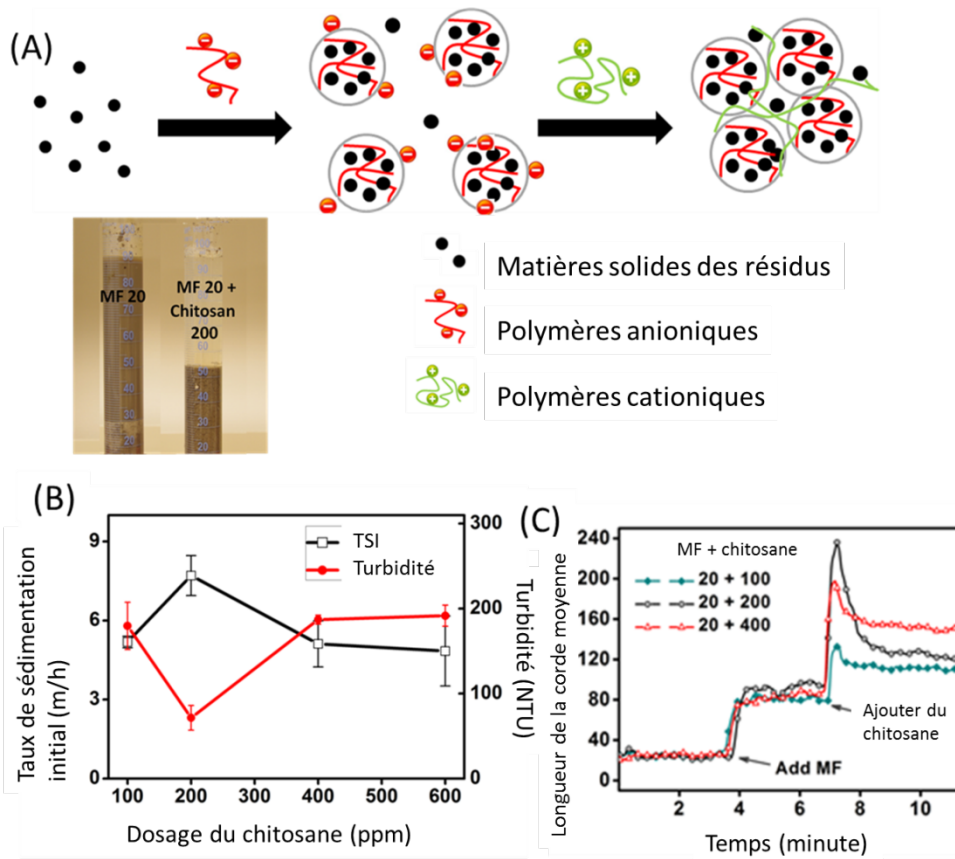 (A)
Matières solides des résidus
Polymères anioniques
Polymères cationiques
MF 20
MF 20 +
Chitosan
200
(B)
Taux de sédimentation
initial (m/h)
9
6
3
0
TSI
Turbidité
300
200
100
0
Turbidité (NTU)
100 200 300 400 500 600
Dosage du chitosane (ppm)
(C)
Longueur de la corde moyenne
240
200
160
120
80
40
0
MF + chitosane
20 + 100
20 + 200
20 + 400
Ajouter du
chitosane
Add MF
2 4 6 8 10
Temps (minute)